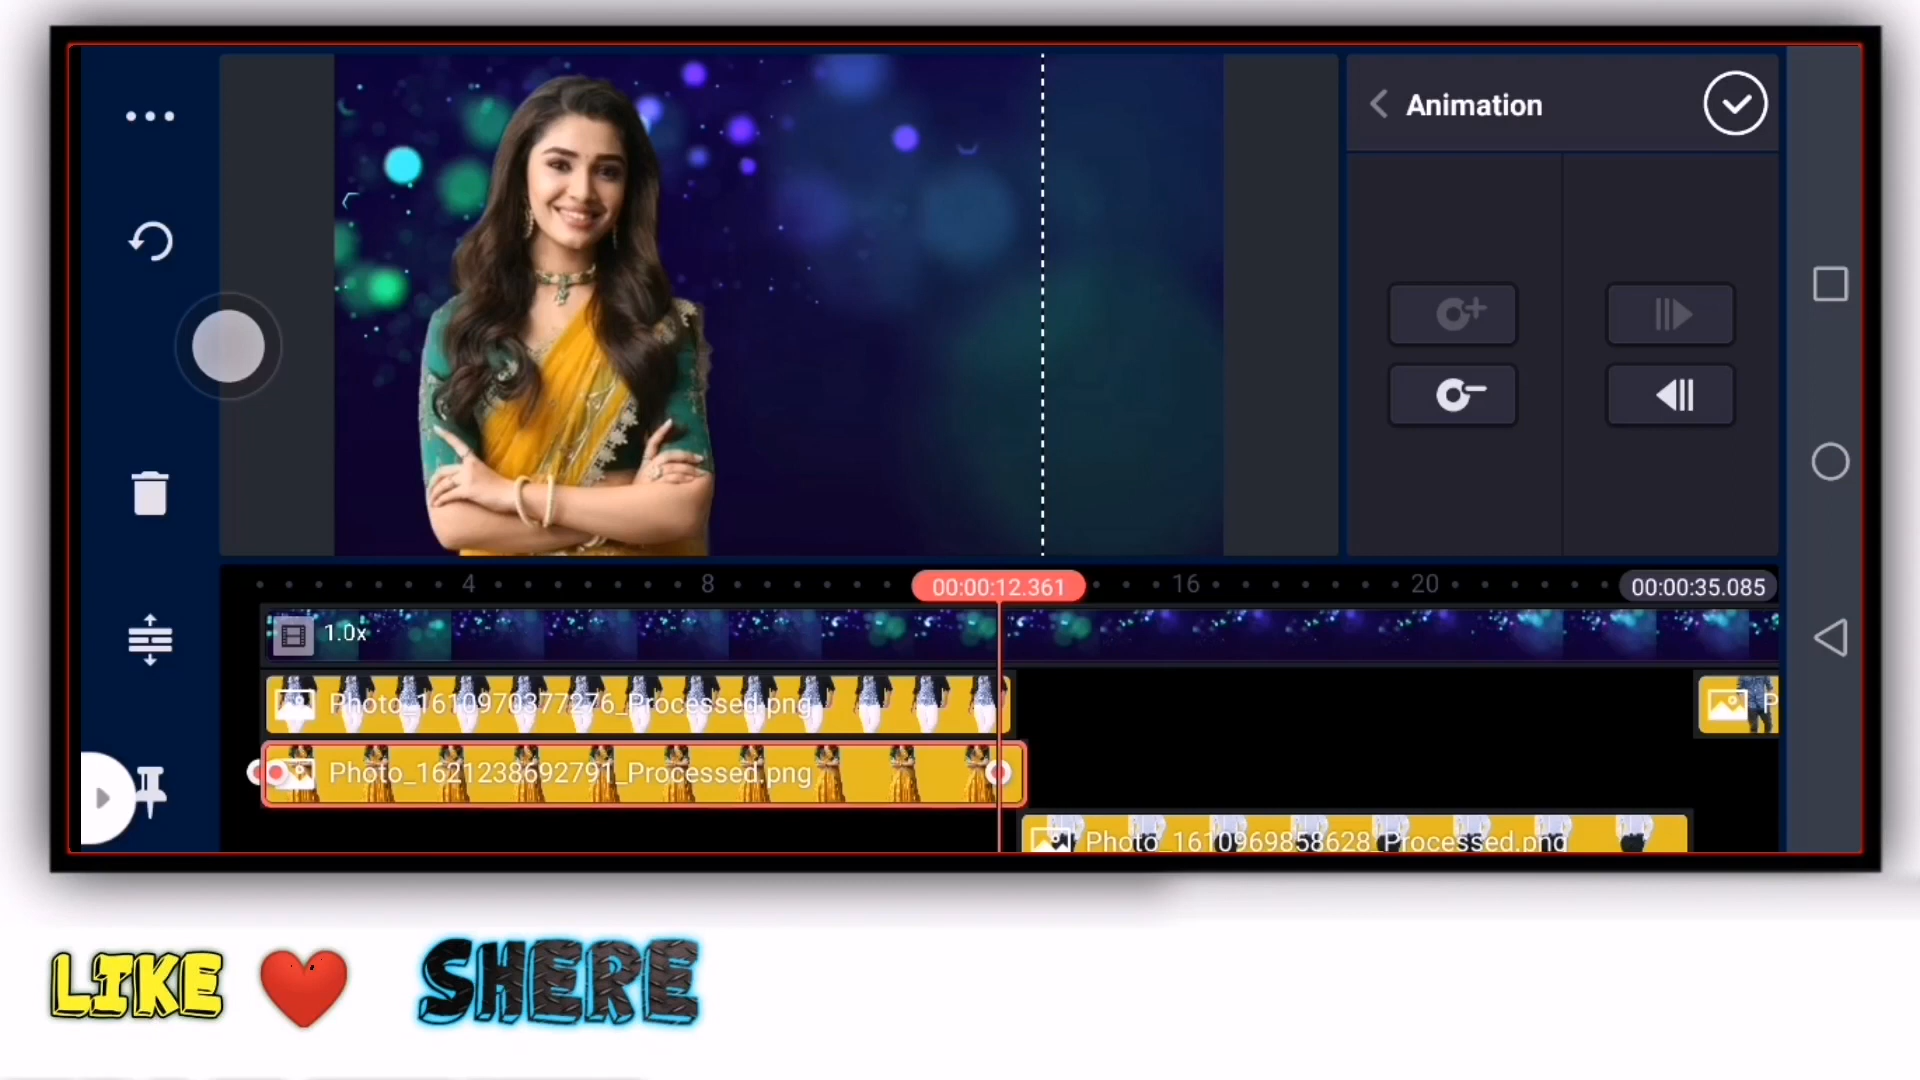 Animation
4 8 00:00:12.361 16 20 00:00:35.085
1.0x
Photo_1610970377276_Processed.png P
Photo_1621238692791_Processed.png
Photo_1610969858628_Processed.png
LIKE SHERE